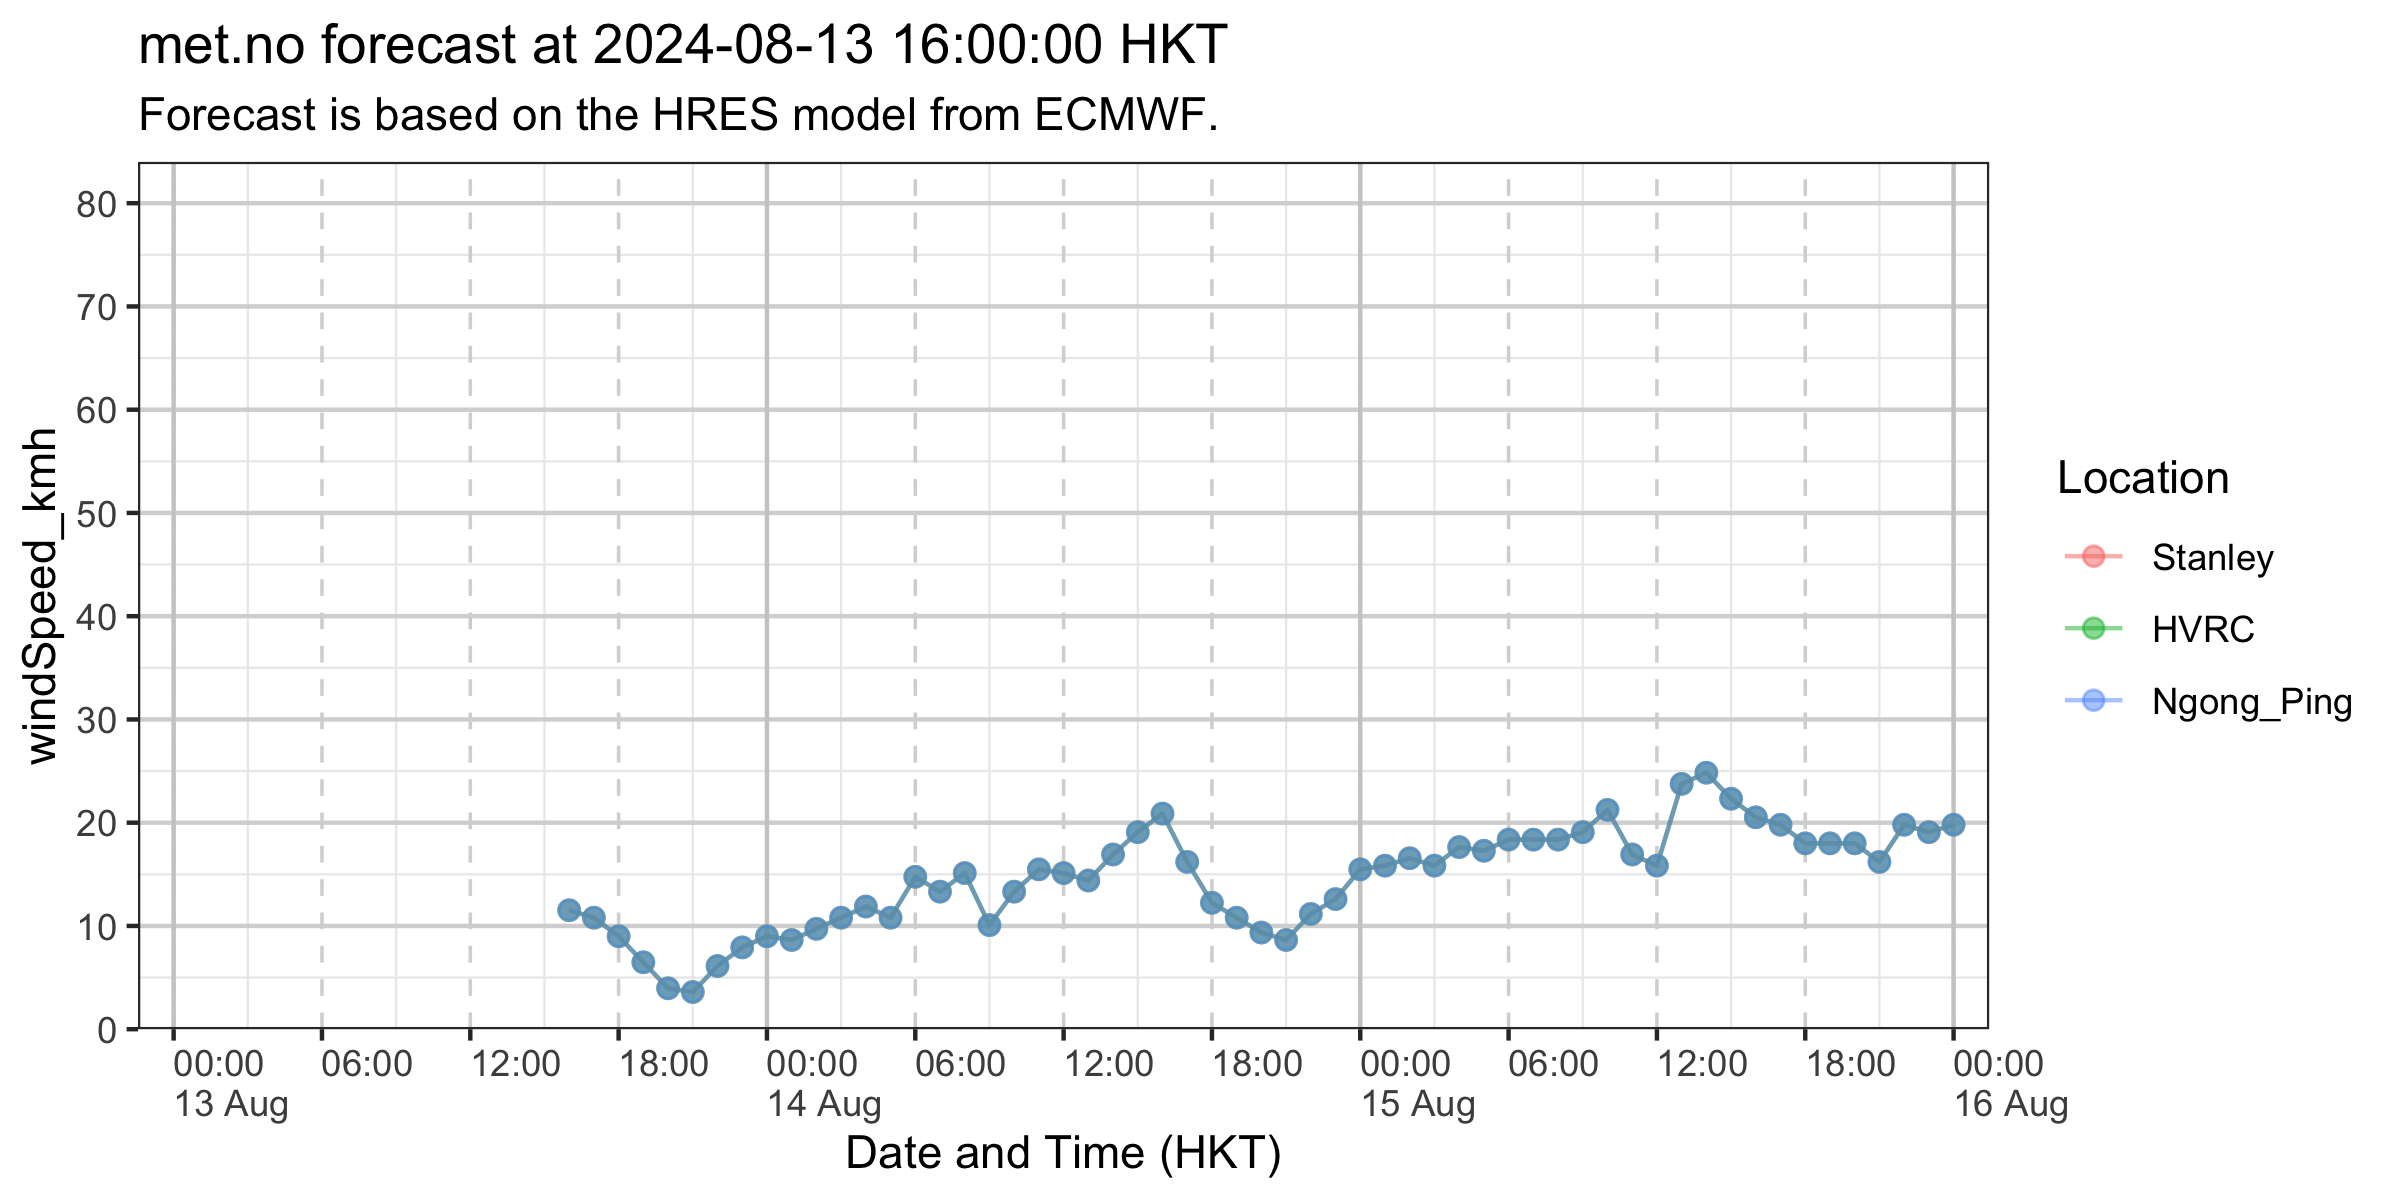 met.no forecast at 2024-08-13 16:00:00 HKT
Forecast is based on the HRES model from ECMWF.
windSpeed_kmh
80
70
60
50
40
30
20
10
0
00:00 06:00 12:00 18:00 00:00 06:00 12:00 18:00 00:00 06:00 12:00 18:00 00:00
13 Aug 14 Aug 15 Aug 16 Aug
Date and Time (HKT)
Location
Stanley
HVRC
Ngong_Ping